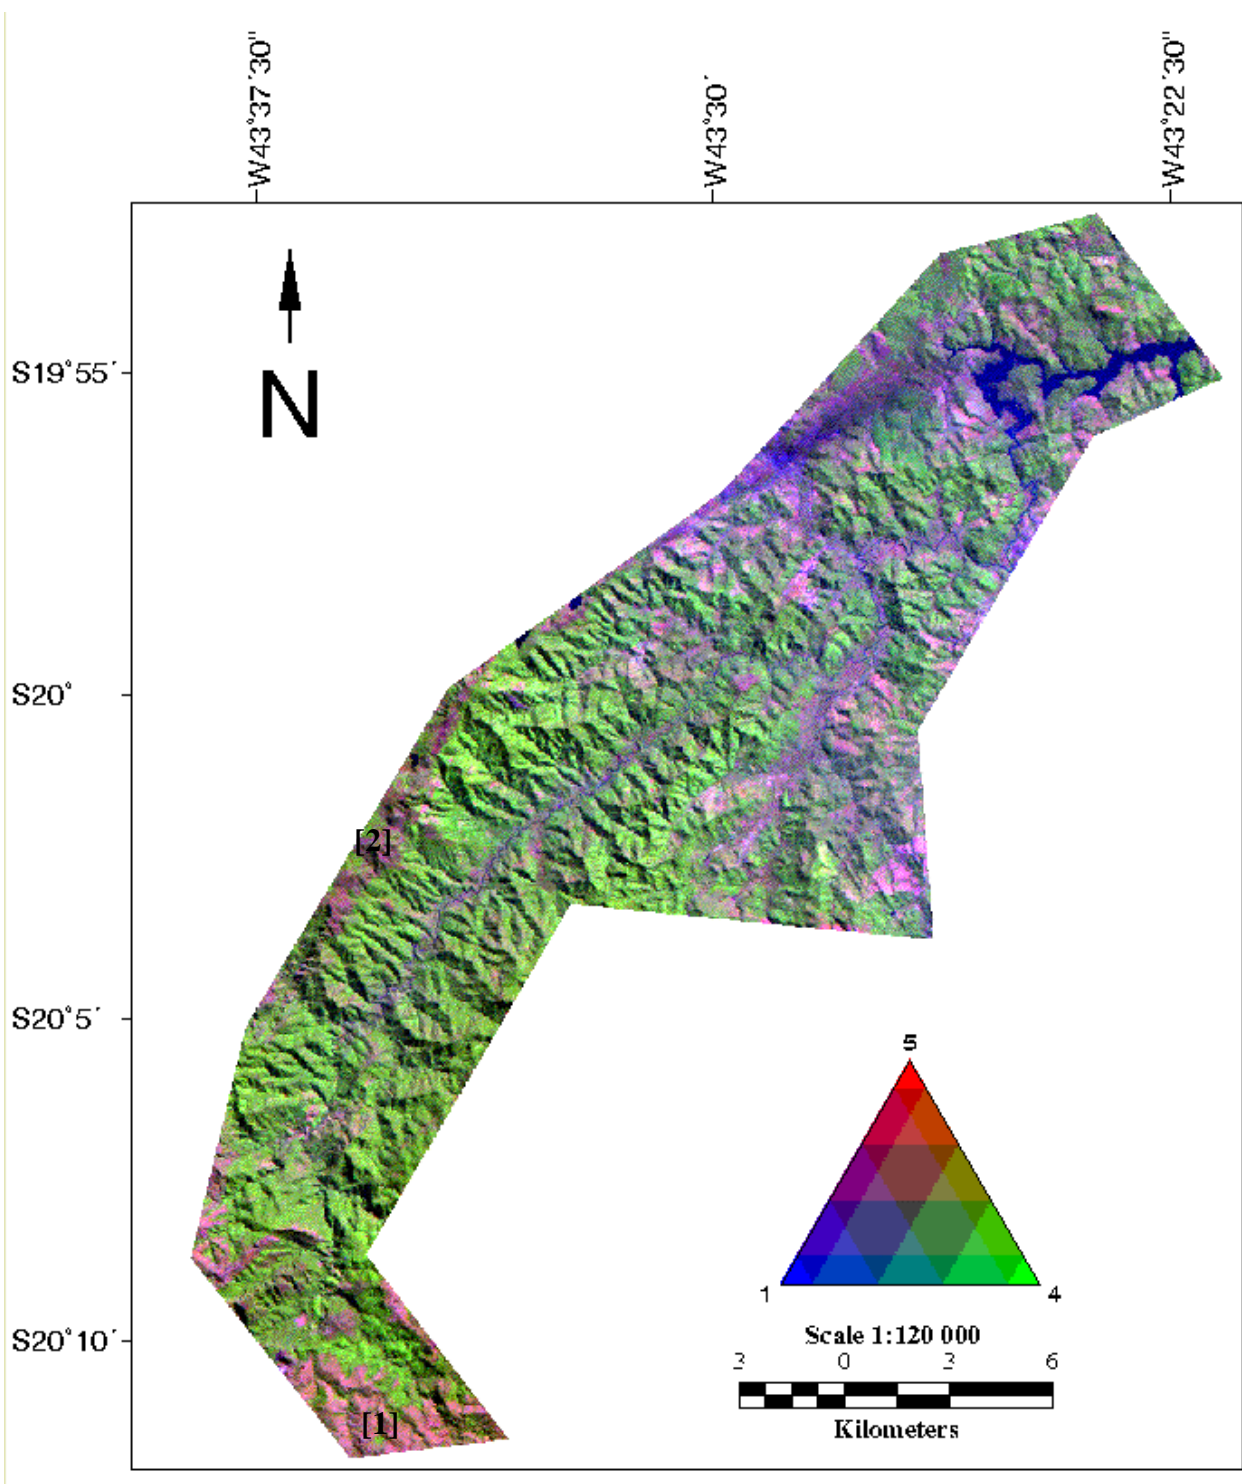 W43°37´30"
W43°30´
W43°22´30"
N
S19°55´
S20°
[2]
S20°5´
5
1
4
Scale 1:120 000
3 0 3 6
Kilometers
S20°10´
[1]